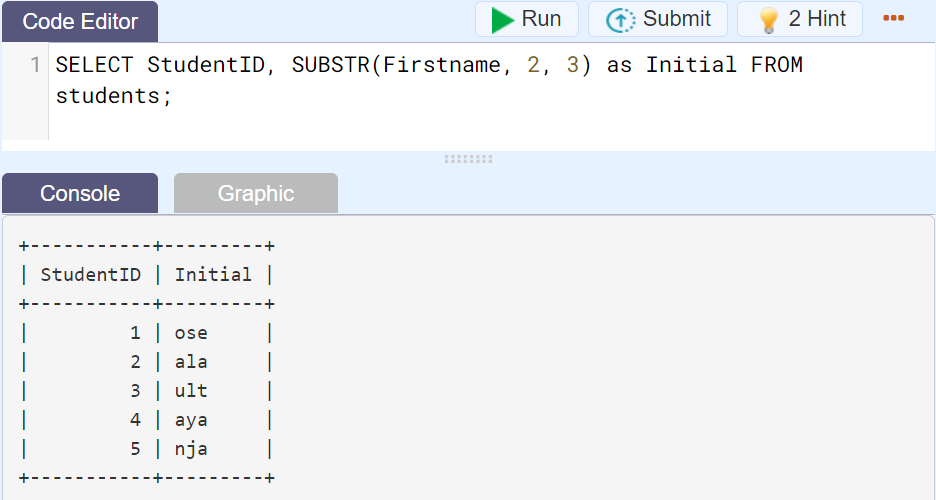 Code Editor
Run
Submit
2 Hint
1 SELECT StudentID, SUBSTR(Firstname, 2, 3) as Initial FROM
students;
Console
Graphic
+-----------+---------+
| StudentID | Initial |
+-----------+---------+
|         1 | ose     |
|         2 | ala     |
|         3 | ult     |
|         4 | aya     |
|         5 | nja     |
+-----------+---------+